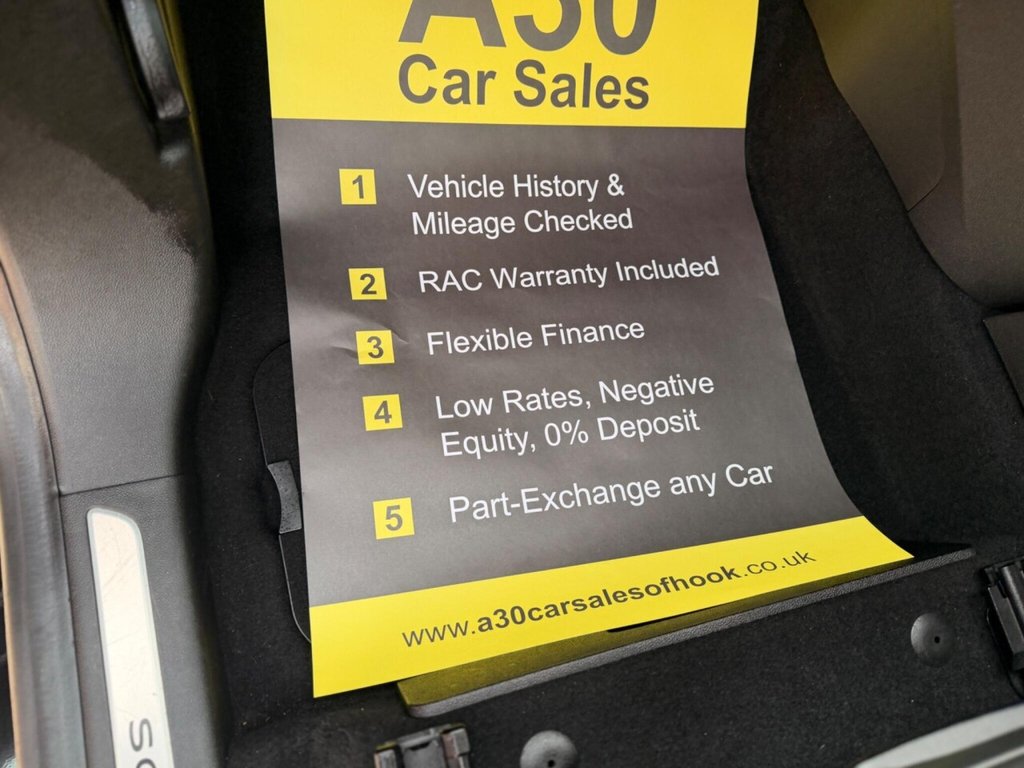 A30
Car Sales
1 Vehicle History &
Mileage Checked
2 RAC Warranty Included
3 Flexible Finance
4 Low Rates, Negative
Equity, 0% Deposit
5 Part-Exchange any Car
www.a30carsalesofhook.co.uk